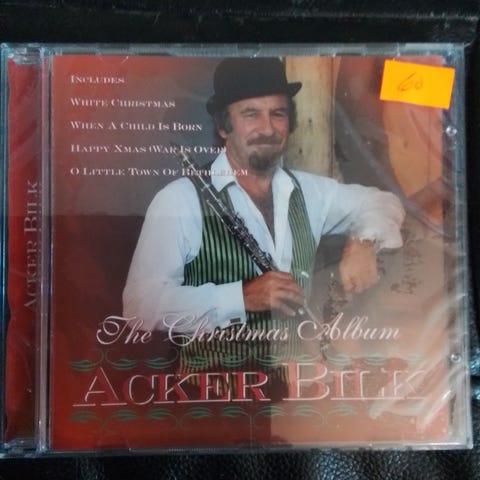 INCLUDES
WHITE CHRISTMAS
WHEN A CHILD IS BORN
HAPPY XMAS (WAR IS OVER)
O LITTLE TOWN OF BETHLEHEM
60
ACKER BILK
The Christmas Album
ACKER BILK